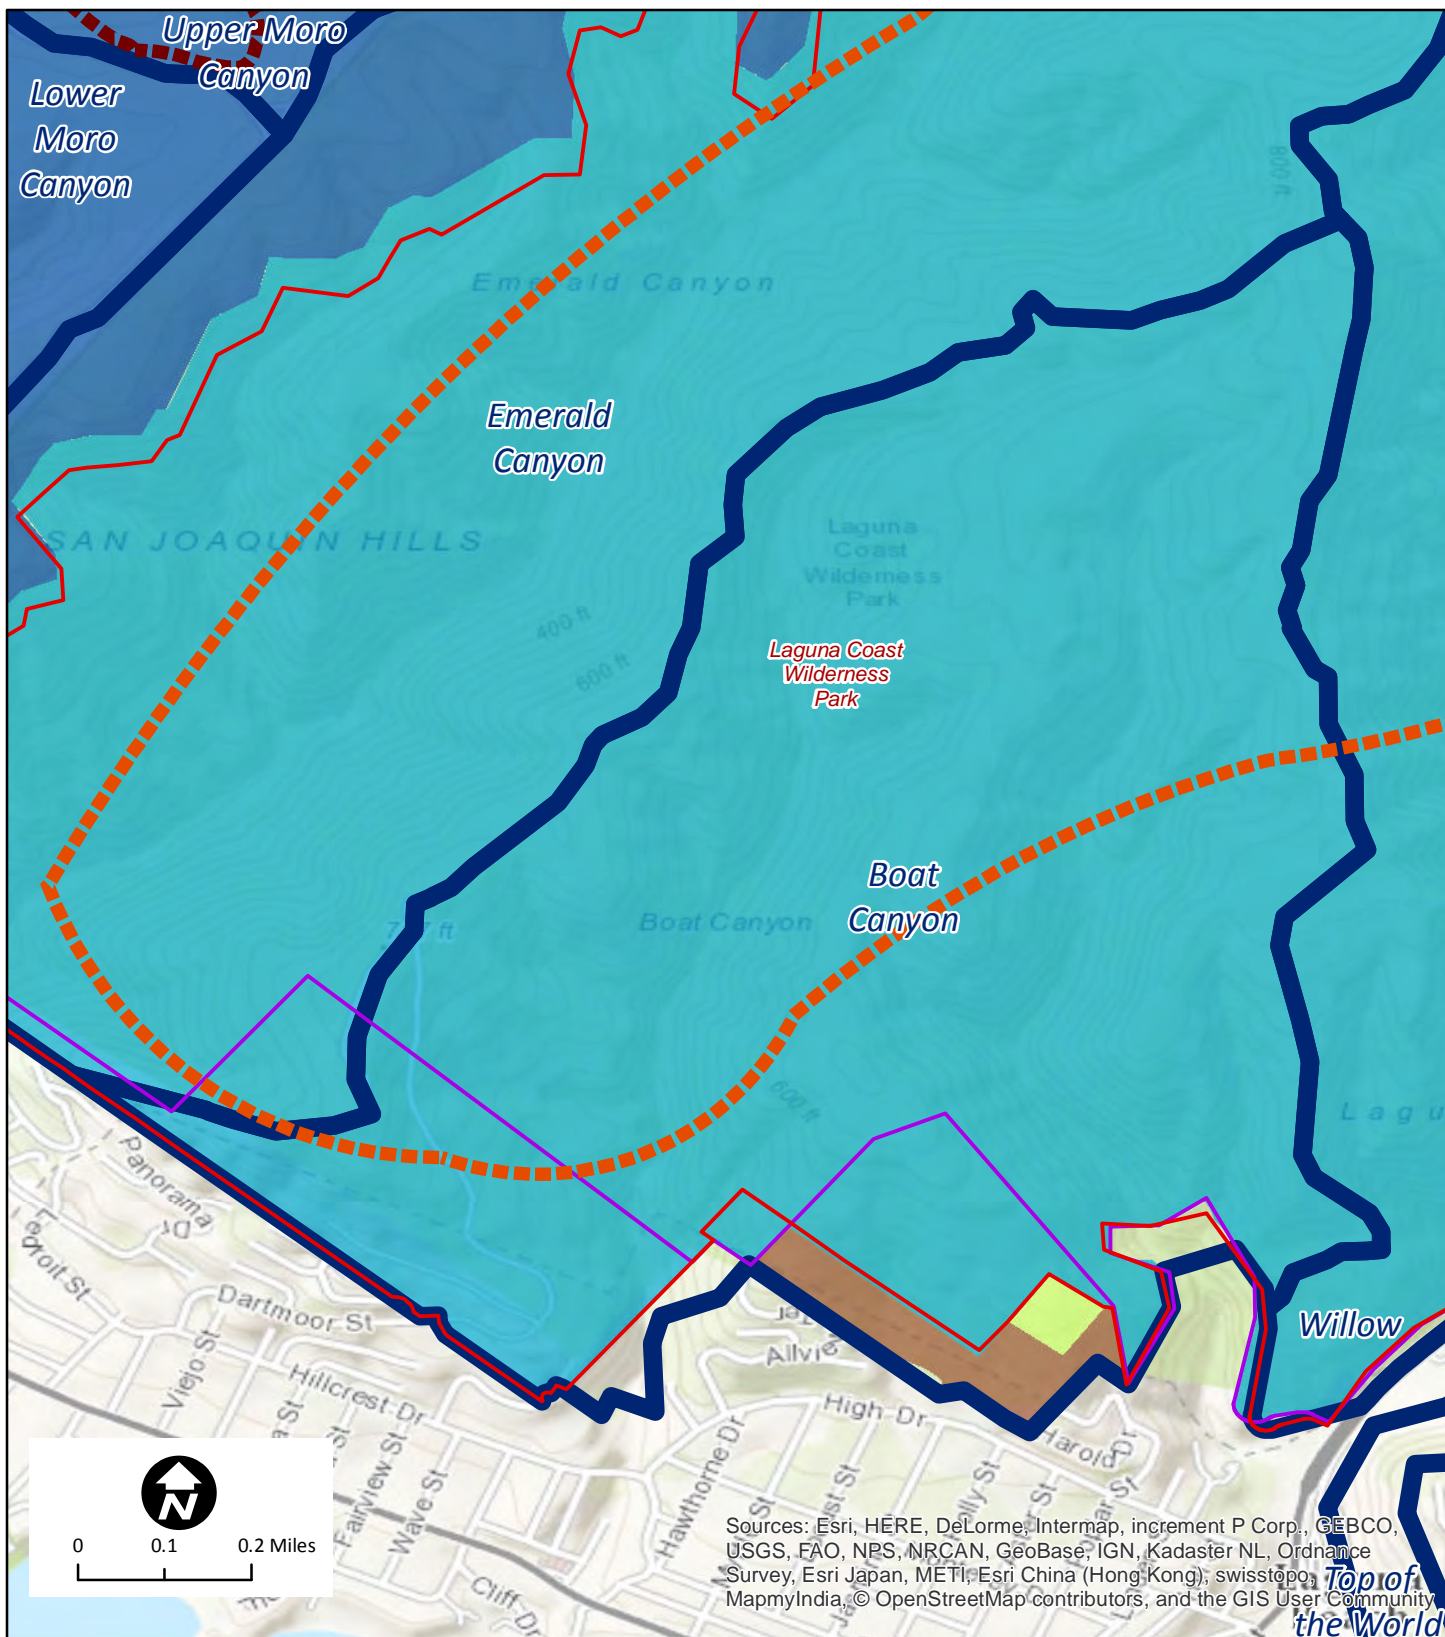 Upper Moro
Canyon
Lower
Moro
Canyon
800 ft
Emerald Canyon
Emerald
Canyon
SAN JOAQUIN HILLS
Laguna
Coast
Wilderness
Park
400 ft
600 ft
Laguna Coast
Wilderness
Park
Boat
Canyon
Boat Canyon
600 ft
Lagu
Panorama
Dr
Dartmoor St
Viejo St
Hillcrest Dr
Fairview St
Wave St
Hawthorne Dr
Cliff Dr
High Dr
Harold Dr
Willow
N
0 0.1 0.2 Miles
Sources: Esri, HERE, DeLorme, Intermap, increment P Corp., GEBCO,
USGS, FAO, NPS, NRCAN, GeoBase, IGN, Kadaster NL, Ordnance
Survey, Esri Japan, METI, Esri China (Hong Kong), swisstopo,
MapmyIndia, © OpenStreetMap contributors, and the GIS User Community
Top of
the World